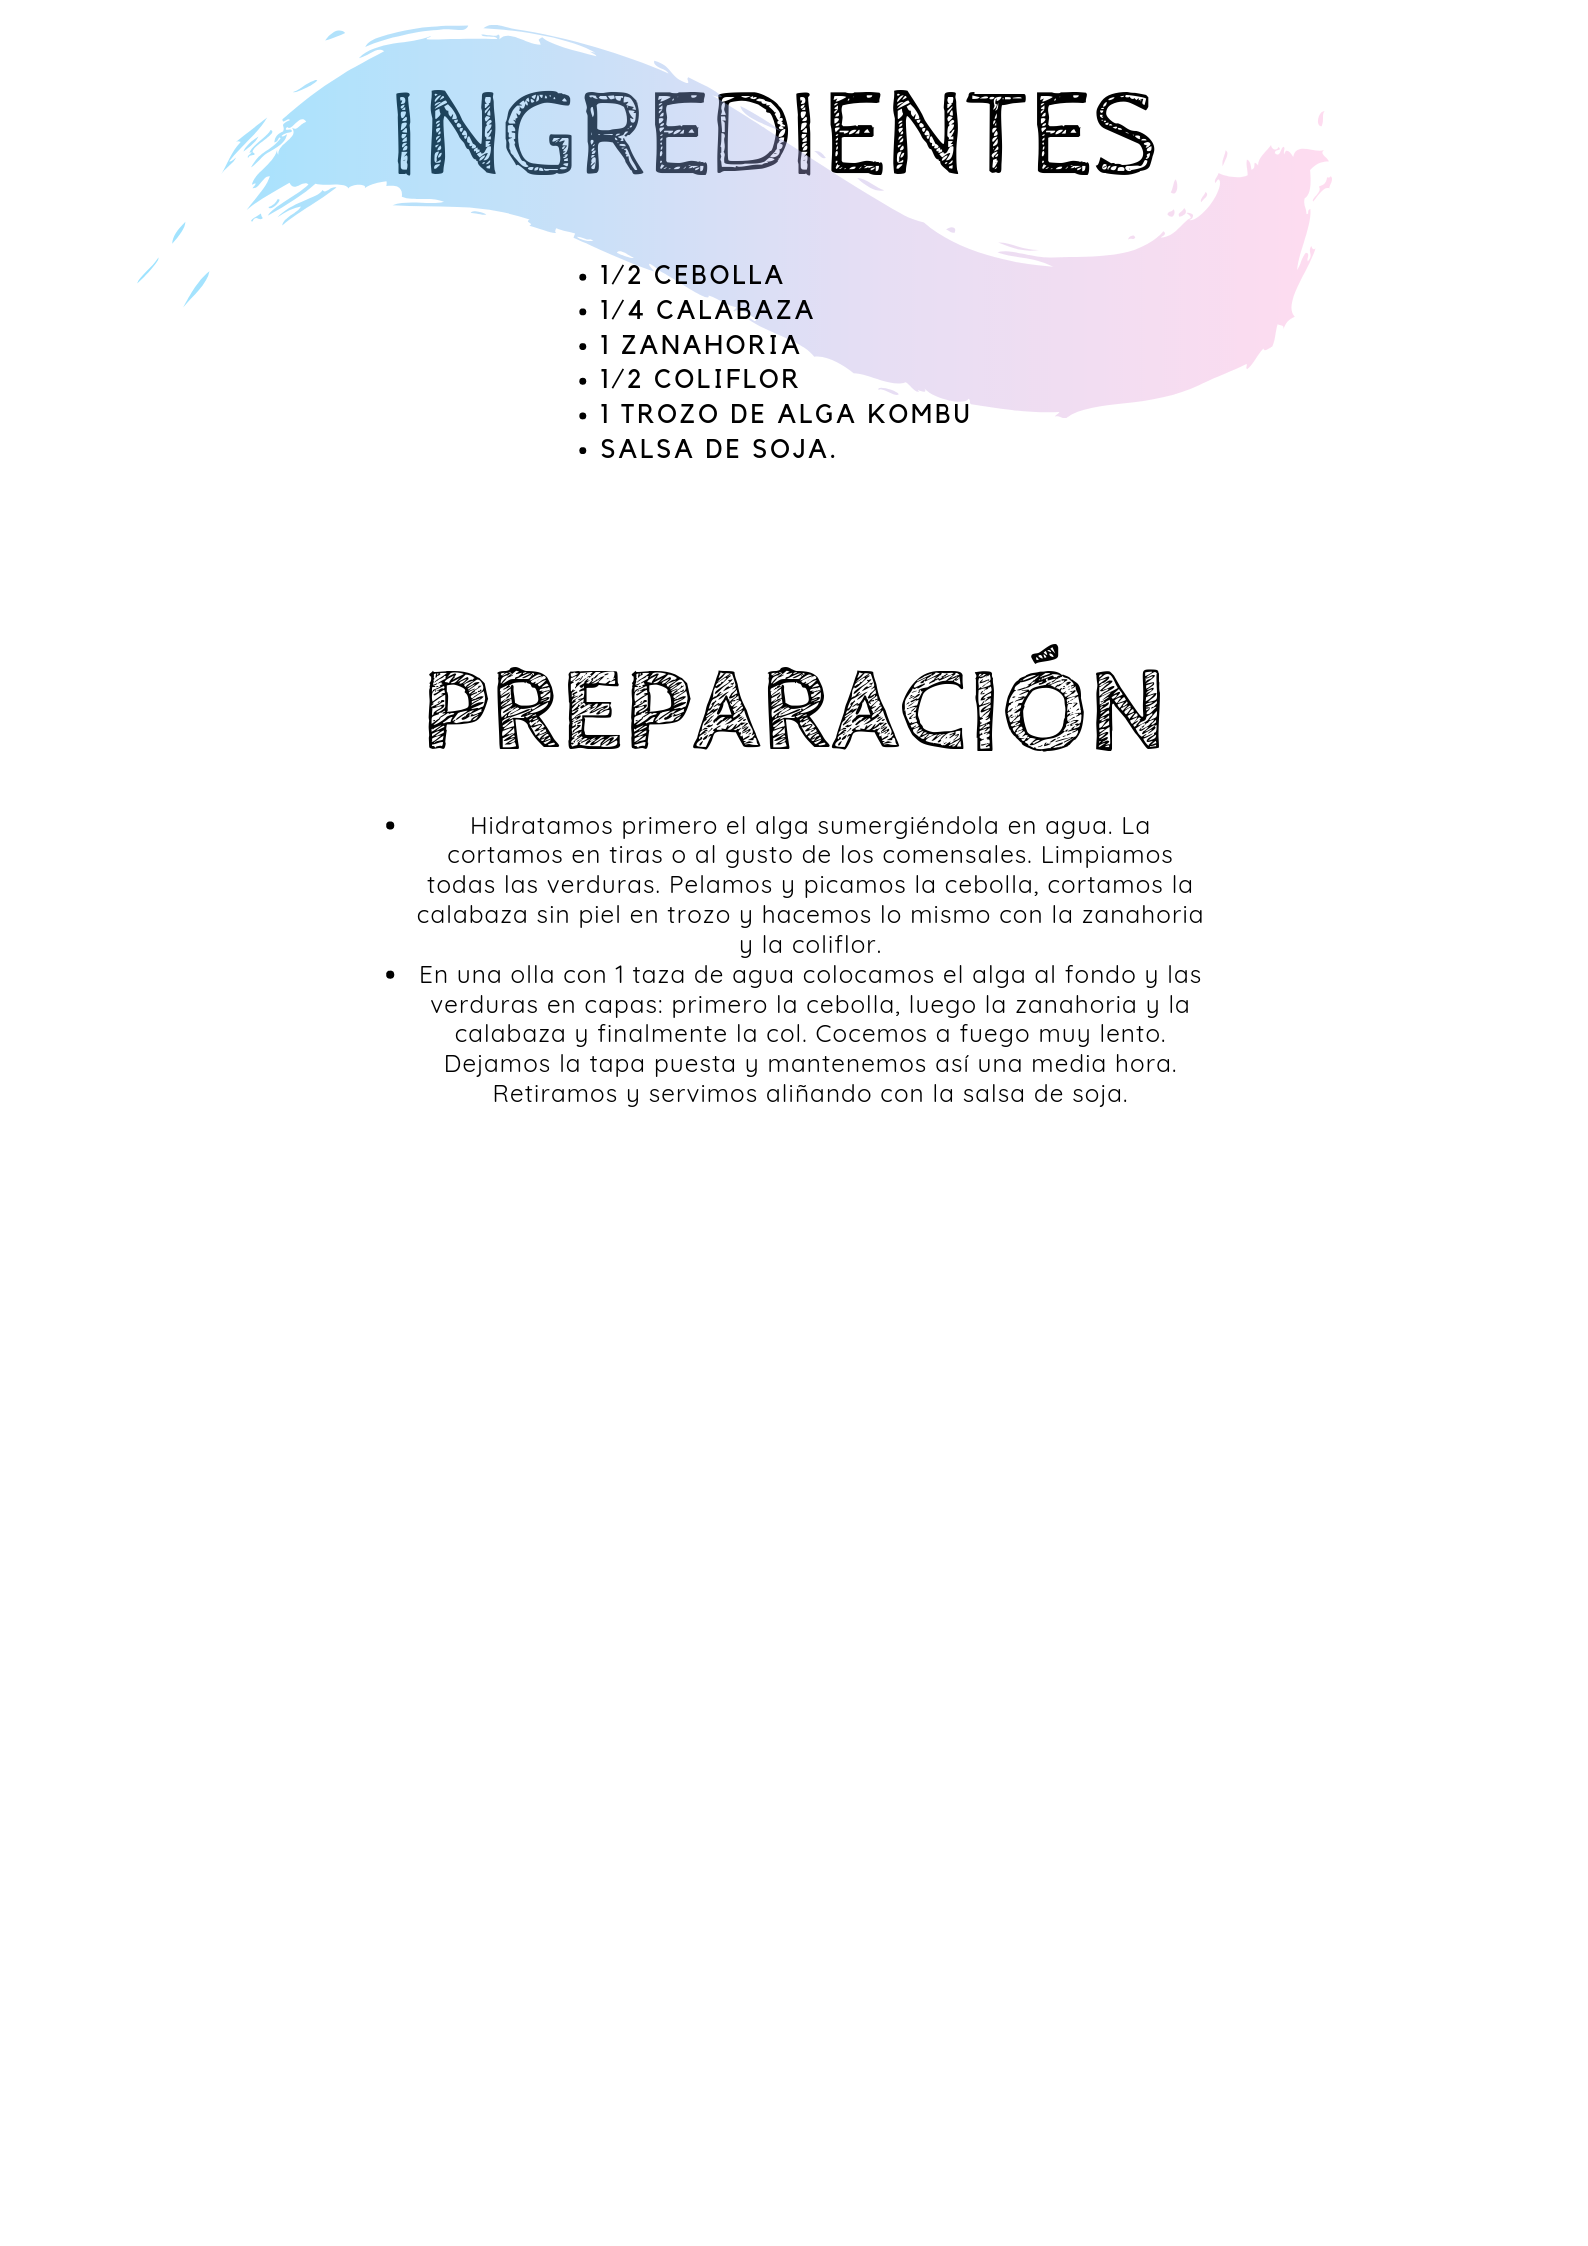 INGREDIENTES
• 1/2 CEBOLLA
• 1/4 CALABAZA
• 1 ZANAHORIA
• 1/2 COLIFLOR
• 1 TROZO DE ALGA KOMBU
• SALSA DE SOJA.
PREPARACIÓN
• Hidratamos primero el alga sumergiéndola en agua. La
cortamos en tiras o al gusto de los comensales. Limpiamos
todas las verduras. Pelamos y picamos la cebolla, cortamos la
calabaza sin piel en trozo y hacemos lo mismo con la zanahoria
y la coliflor.
• En una olla con 1 taza de agua colocamos el alga al fondo y las
verduras en capas: primero la cebolla, luego la zanahoria y la
calabaza y finalmente la col. Cocemos a fuego muy lento.
Dejamos la tapa puesta y mantenemos así una media hora.
Retiramos y servimos aliñando con la salsa de soja.